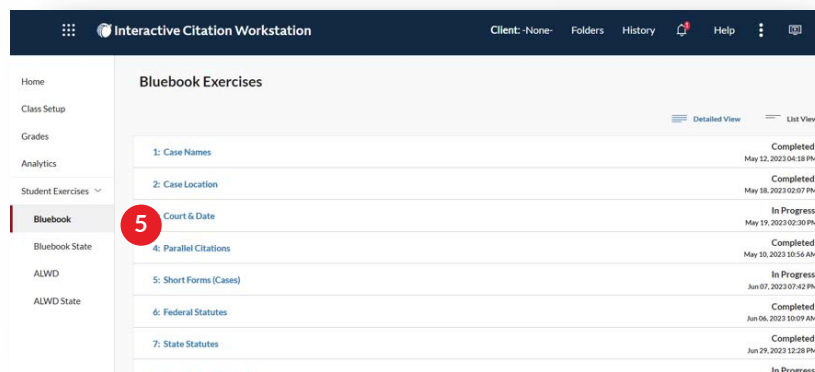 Interactive Citation Workstation
Client: -None- Folders History Help
Home
Class Setup
Grades
Analytics
Student Exercises
Bluebook
Bluebook State
ALWD
ALWD State
Bluebook Exercises
Detailed View List View
1: Case Names Completed
May 12, 2023 04:18 PM
2: Case Location Completed
May 18, 2023 02:07 PM
5 Court & Date In Progress
May 19, 2023 02:30 PM
4: Parallel Citations Completed
May 10, 2023 10:56 AM
5: Short Forms (Cases) In Progress
Jun 07, 2023 07:42 PM
6: Federal Statutes Completed
Jun 06, 2023 10:09 AM
7: State Statutes Completed
Jun 29, 2023 12:28 PM
In Progress